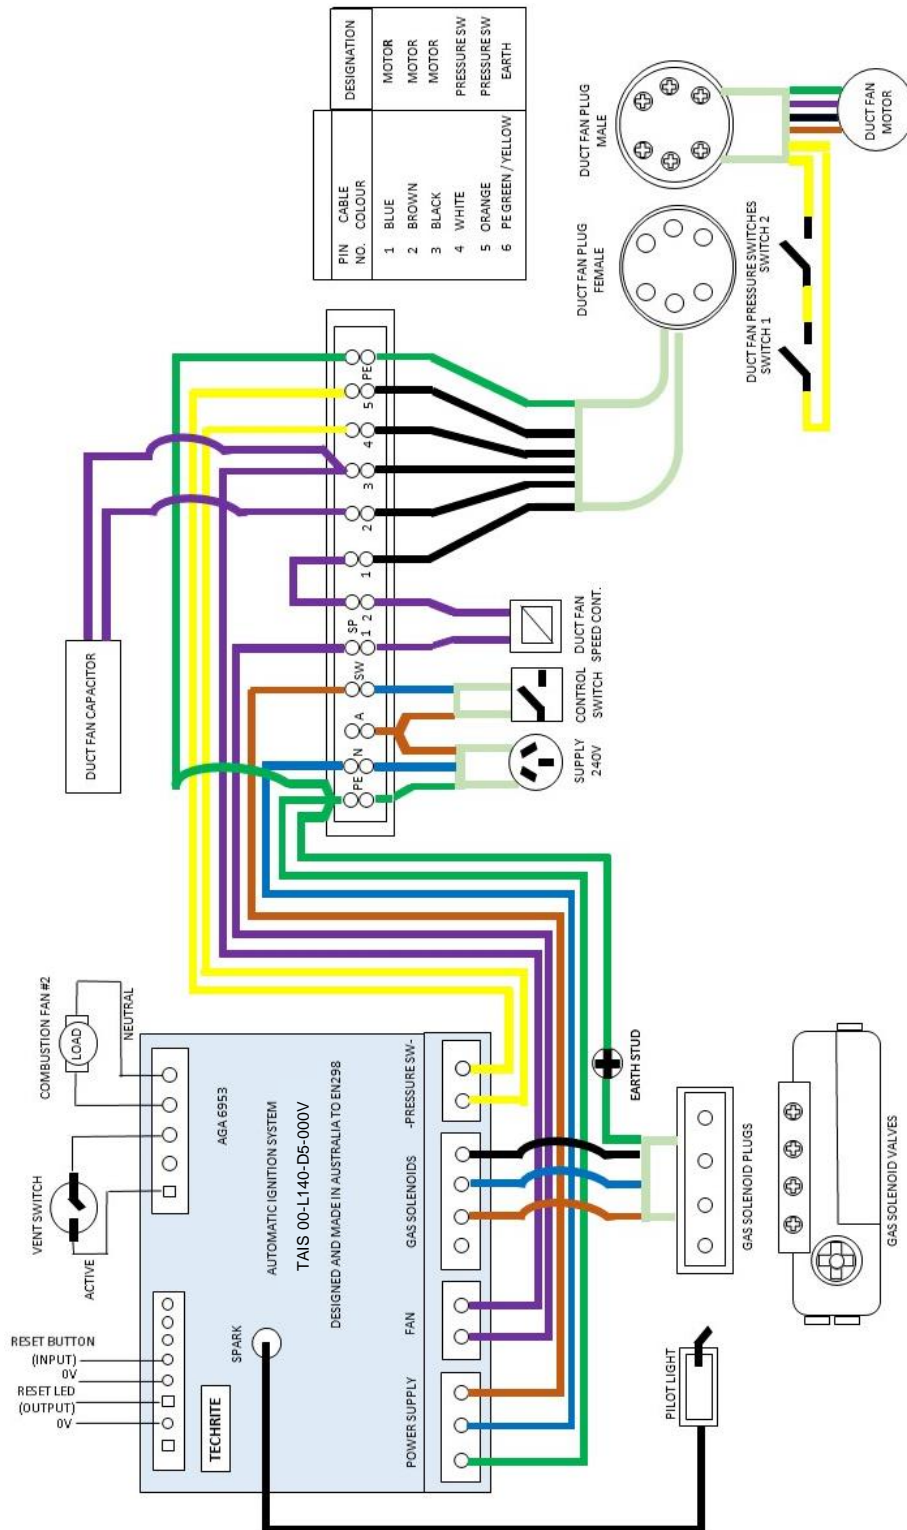 PIN NO. CABLE COLOUR DESIGNATION
1 BLUE MOTOR
2 BROWN MOTOR
3 BLACK MOTOR
4 WHITE PRESSURE SW
5 ORANGE PRESSURE SW
6 PE GREEN / YELLOW EARTH
DUCT FAN CAPACITOR
DUCT FAN PLUG
MALE
DUCT FAN PLUG
FEMALE
DUCT FAN
MOTOR
DUCT FAN PRESSURE SWITCHES
SWITCH 1 SWITCH 2
PE N A SW SP 1 2 1 2 3 4 5 PE
SUPPLY
240V
CONTROL
SWITCH
DUCT FAN
SPEED CONT.
RESET BUTTON
(INPUT)
0V
RESET LED
(OUTPUT)
0V
VENT SWITCH
ACTIVE
COMBUSTION FAN #2
LOAD
NEUTRAL
TECHRITE
SPARK
AGA 6953
AUTOMATIC IGNITION SYSTEM
TAIS 00-L140-D5-000V
DESIGNED AND MADE IN AUSTRALIA TO EN298
POWER SUPPLY
FAN
GAS SOLENOIDS
-PRESSURE SW-
EARTH STUD
PILOT LIGHT
GAS SOLENOID PLUGS
GAS SOLENOID VALVES